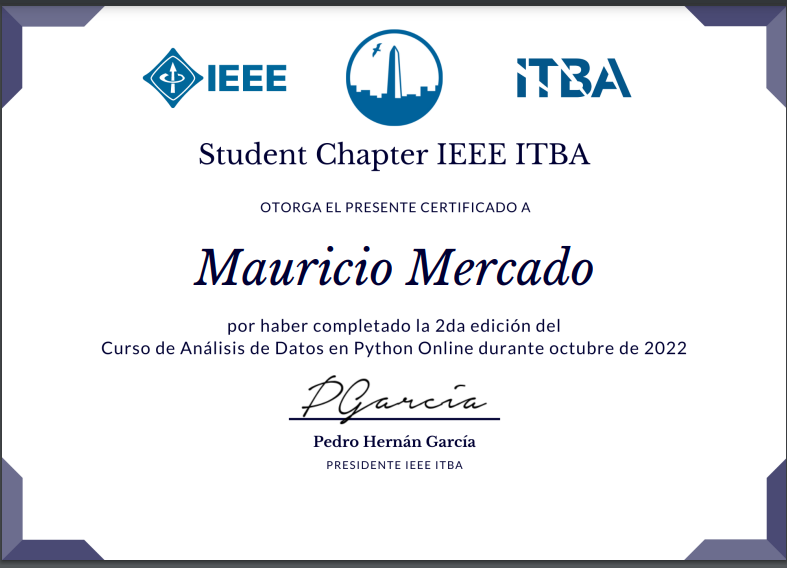 IEEE
ITBA
Student Chapter IEEE ITBA
OTORGA EL PRESENTE CERTIFICADO A
Mauricio Mercado
por haber completado la 2da edición del
Curso de Análisis de Datos en Python Online durante octubre de 2022
PGarcía
Pedro Hernán García
PRESIDENTE IEEE ITBA